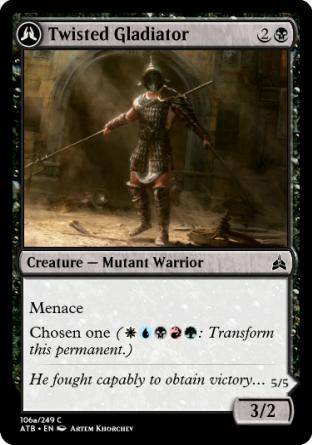 Twisted Gladiator 2
Creature — Mutant Warrior
Menace
Chosen one (: Transform
this permanent.)
He fought capably to obtain victory…
5/5
3/2
106a/249 C
ATB • EN Artem Khorchev